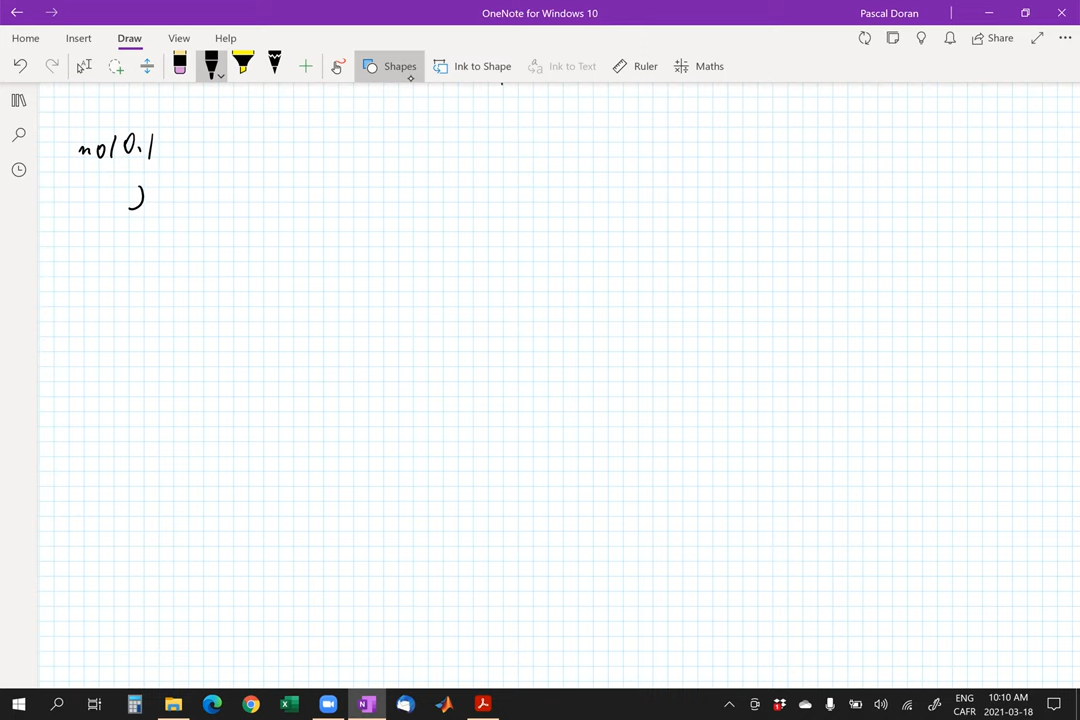 OneNote for Windows 10
Pascal Doran
Home Insert Draw View Help
Share
Shapes
Ink to Shape
Ink to Text
Ruler
Maths
0.1
ENG
CAFR
10:10 AM
2021-03-18